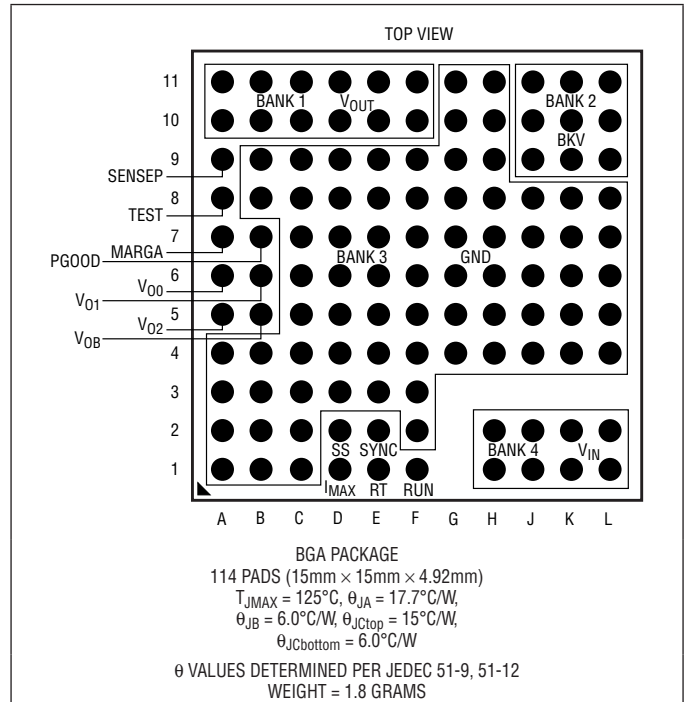 TOP VIEW
11
BANK 1 VOUT BANK 2
10
BKV
9
SENSEP
8
TEST
7
MARGA
PGOOD BANK 3 GND
6
VO0
VO1
5
VO2
VOB
4
3
2
SS SYNC BANK 4 VIN
1
IMAX RT RUN
A B C D E F G H J K L
BGA PACKAGE
114 PADS (15mm × 15mm × 4.92mm)
TJMAX = 125°C, θJA = 17.7°C/W,
θJB = 6.0°C/W, θJCtop = 15°C/W,
θJCbottom = 6.0°C/W
θ VALUES DETERMINED PER JEDEC 51-9, 51-12
WEIGHT = 1.8 GRAMS